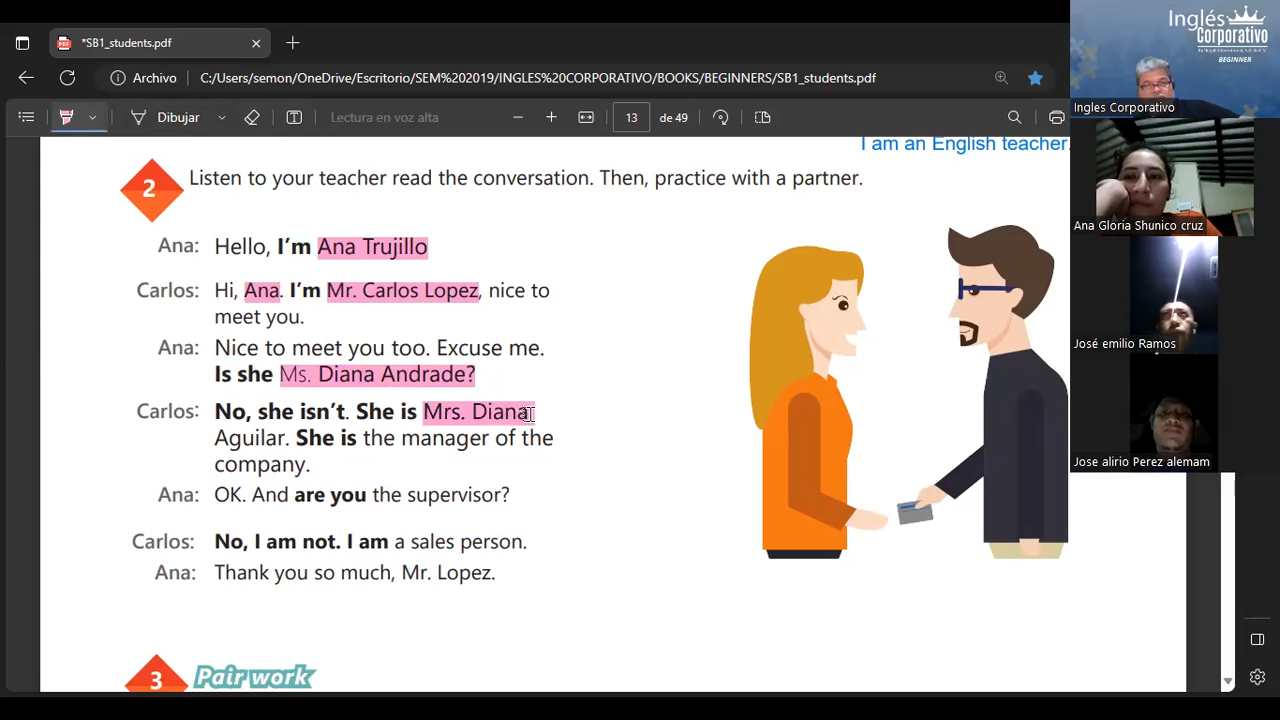 *SB1_students.pdf
Archivo
C:/Users/semon/OneDrive/Escritorio/SEM%202019/INGLES%20CORPORATIVO/BOOKS/BEGINNERS/SB1_students.pdf
Dibujar
Lectura en voz alta
13 de 49
I am an English teacher.
2 Listen to your teacher read the conversation. Then, practice with a partner.
Ana: Hello, I'm Ana Trujillo
Carlos: Hi, Ana. I'm Mr. Carlos Lopez, nice to
meet you.
Ana: Nice to meet you too. Excuse me.
Is she Ms. Diana Andrade?
Carlos: No, she isn't. She is Mrs. Diana
Aguilar. She is the manager of the
company.
Ana: OK. And are you the supervisor?
Carlos: No, I am not. I am a sales person.
Ana: Thank you so much, Mr. Lopez.
3 Pair work
Inglés
Corporativo
BEGINNER
Ingles Corporativo
Ana Gloria Shunico cruz
José emilio Ramos
Jose alirio Perez alemam